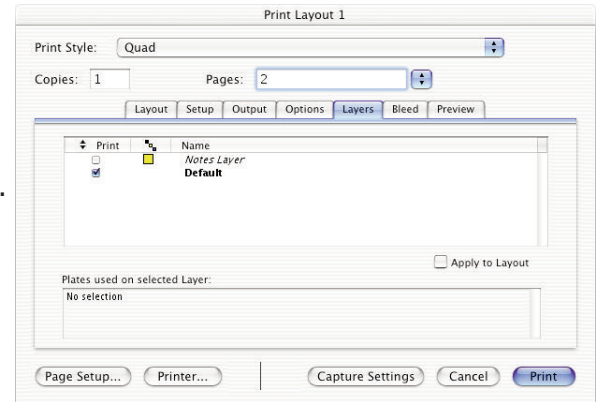 Print Layout 1
Print Style: Quad
Copies: 1 Pages: 2
Layout Setup Output Options Layers Bleed Preview
Print Name
Notes Layer
Default
Apply to Layout
Plates used on selected Layer:
No selection
Page Setup... Printer... Capture Settings Cancel Print